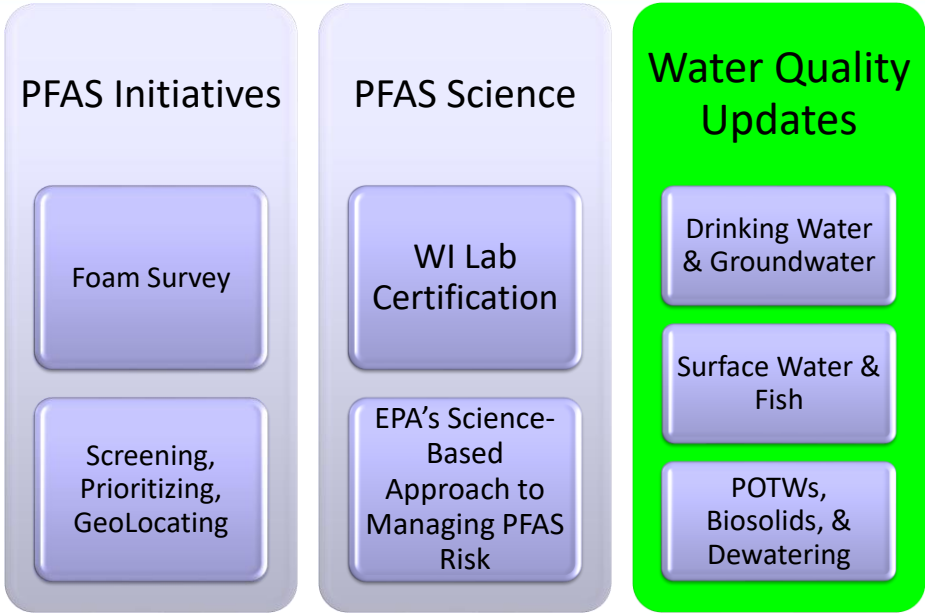 PFAS Initiatives
Foam Survey
Screening,
Prioritizing,
GeoLocating
PFAS Science
WI Lab
Certification
EPA’s Science-
Based
Approach to
Managing PFAS
Risk
Water Quality
Updates
Drinking Water
& Groundwater
Surface Water &
Fish
POTWs,
Biosolids, &
Dewatering